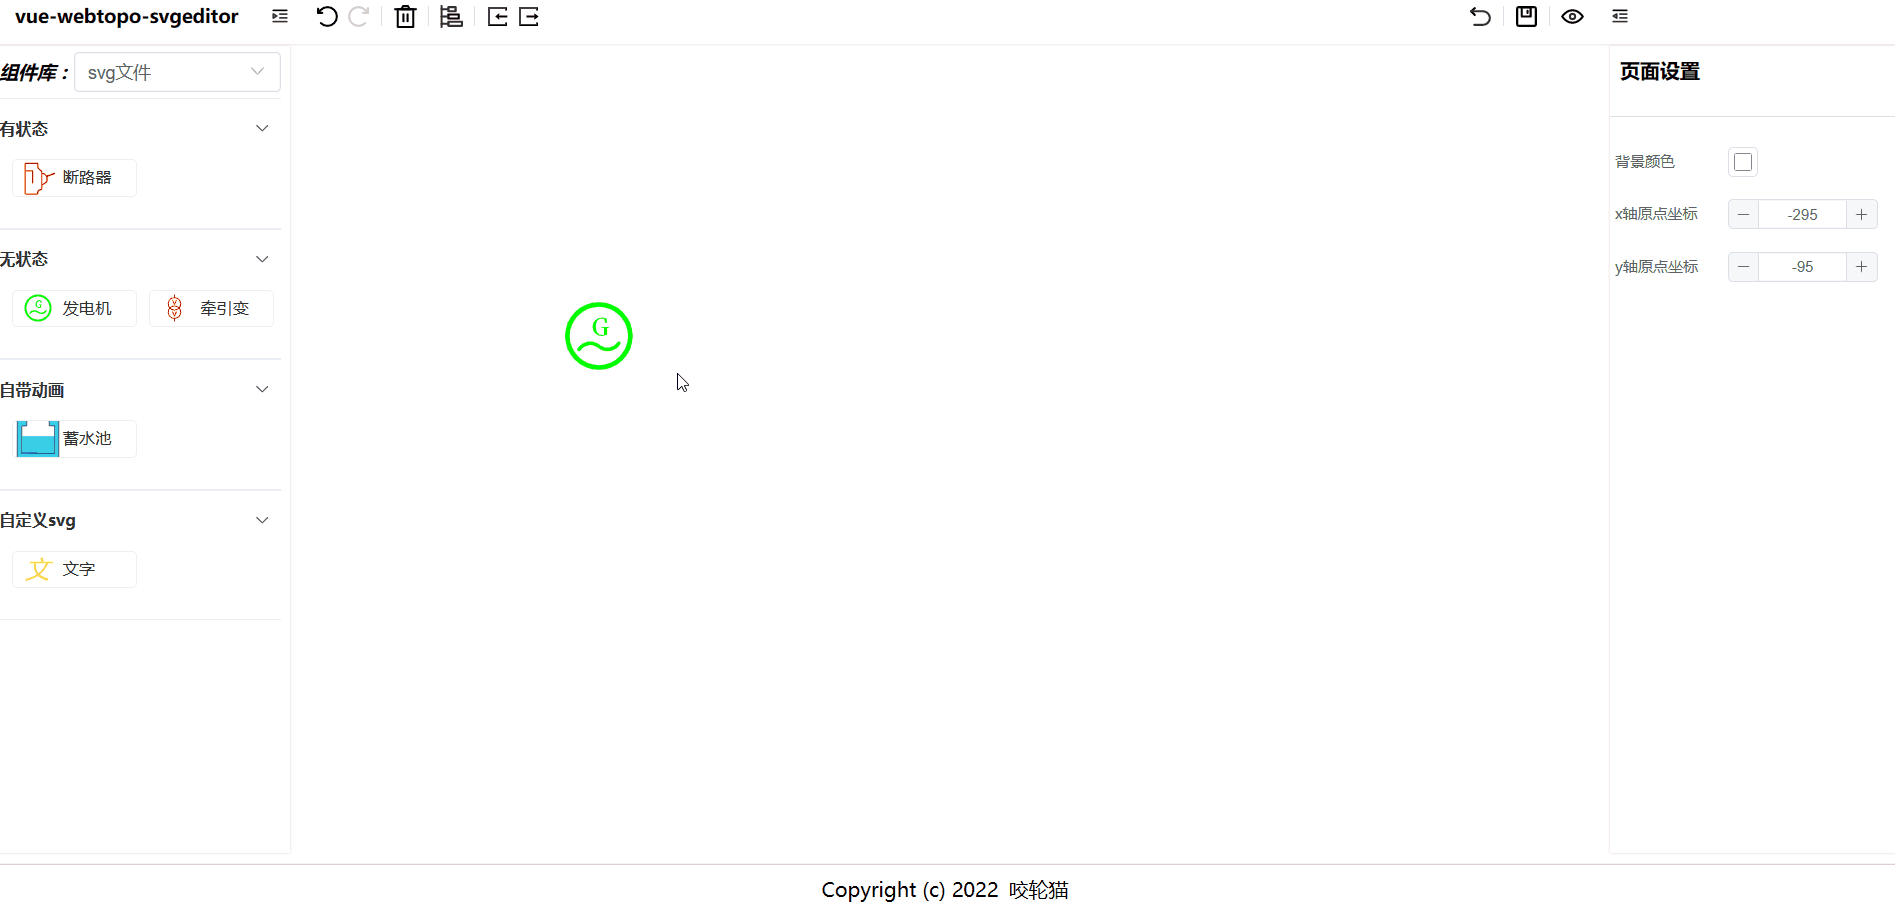 vue-webtopo-svgeditor
组件库：
svg文件
有状态
断路器
无状态
G 发电机
牵引变
自带动画
蓄水池
自定义svg
文 文字
G
页面设置
背景颜色
x轴原点坐标 -295
y轴原点坐标 -95
Copyright (c) 2022 咬轮猫